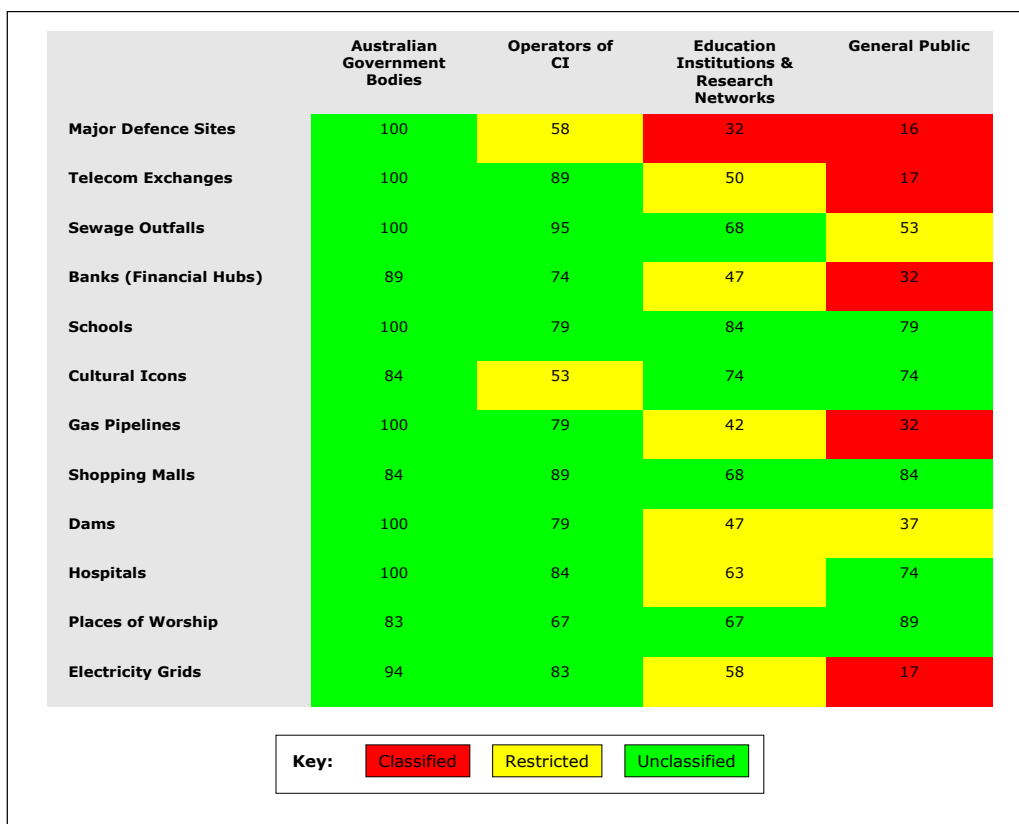 Australian Government Bodies Operators of CI Education Institutions & Research Networks General Public
Major Defence Sites 100 58 32 16
Telecom Exchanges 100 89 50 17
Sewage Outfalls 100 95 68 53
Banks (Financial Hubs) 89 74 47 32
Schools 100 79 84 79
Cultural Icons 84 53 74 74
Gas Pipelines 100 79 42 32
Shopping Malls 84 89 68 84
Dams 100 79 47 37
Hospitals 100 84 63 74
Places of Worship 83 67 67 89
Electricity Grids 94 83 58 17
Key: Classified Restricted Unclassified